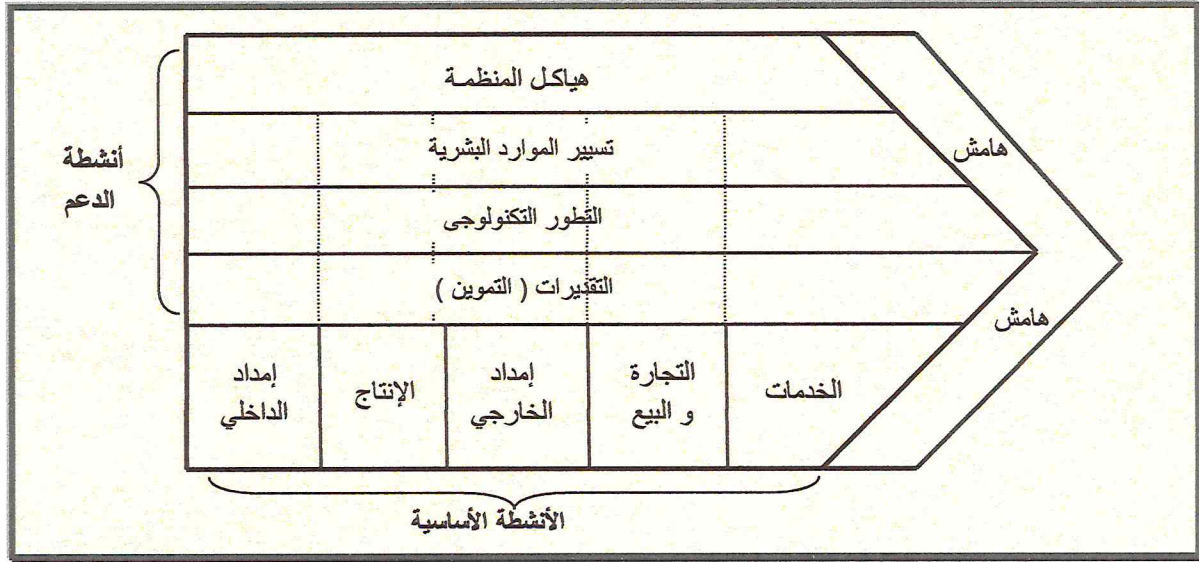 هياكل المنظمة
تسيير الموارد البشرية
التطور التكنولوجى
التقديرات ( التموين )
أنشطة
الدعم
هامش
هامش
إمداد
الداخلي
الإنتاج
إمداد
الخارجي
التجارة
و البيع
الخدمات
الأنشطة الأساسية